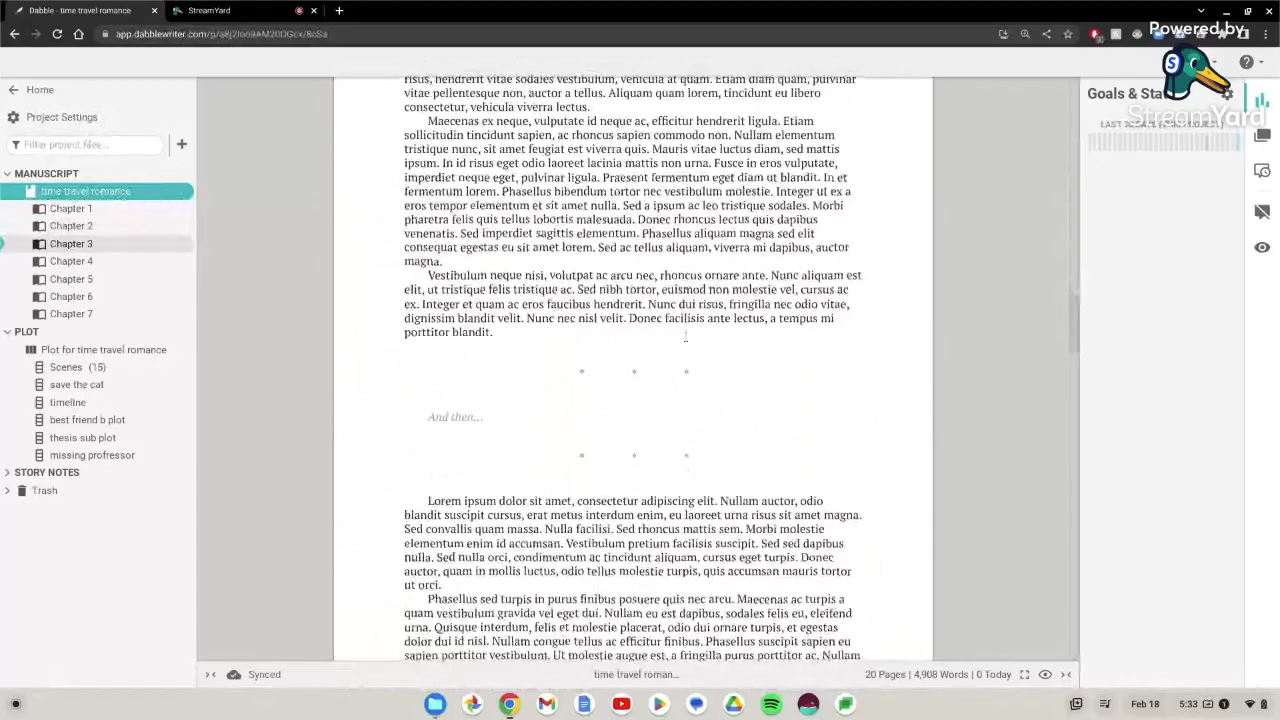 Dabble - time travel romance
StreamYard
Powered by
StreamYard
Home
Project Settings
Filter project files...
MANUSCRIPT
time travel romance
Chapter 1
Chapter 2
Chapter 3
Chapter 4
Chapter 5
Chapter 6
Chapter 7
PLOT
Plot for time travel romance
Scenes (15)
save the cat
timeline
best friend b plot
thesis sub plot
missing profressor
STORY NOTES
Trash
risus, hendrerit vitae sodales vestibulum, vehicula at quam. Etiam diam quam, pulvinar
vitae pellentesque non, auctor a tellus. Aliquam quam lorem, tincidunt eu libero
consectetur, vehicula viverra lectus.
Maecenas ex neque, vulputate id neque ac, efficitur hendrerit ligula. Etiam
sollicitudin tincidunt sapien, ac rhoncus sapien commodo non. Nullam elementum
tristique nunc, sit amet feugiat est viverra quis. Mauris vitae luctus diam, sed mattis
ipsum. In id risus eget odio laoreet lacinia mattis non urna. Fusce in eros vulputate,
imperdiet neque eget, pulvinar ligula. Praesent fermentum eget diam ut blandit. In et
fermentum lorem. Phasellus bibendum tortor nec vestibulum molestie. Integer ut ex a
eros tempor elementum et sit amet nulla. Sed a ipsum ac leo tristique sodales. Morbi
pharetra felis quis tellus lobortis malesuada. Donec rhoncus lectus quis dapibus
venenatis. Sed imperdiet sagittis elementum. Phasellus aliquam magna sed elit
consequat egestas eu sit amet lorem. Sed ac tellus aliquam, viverra mi dapibus, auctor
magna.
Vestibulum neque nisi, volutpat ac arcu nec, rhoncus ornare ante. Nunc aliquam est
elit, ut tristique felis tristique ac. Sed nibh tortor, euismod non molestie vel, cursus ac
ex. Integer et quam ac eros faucibus hendrerit. Nunc dui risus, fringilla nec odio vitae,
dignissim blandit velit. Nunc nec nisl velit. Donec facilisis ante lectus, a tempus mi
porttitor blandit.
* * *
And then...
* * *
Lorem ipsum dolor sit amet, consectetur adipiscing elit. Nullam auctor, odio
blandit suscipit cursus, erat metus interdum enim, eu laoreet urna risus sit amet magna.
Sed convallis quam massa. Nulla facilisi. Sed rhoncus mattis sem. Morbi molestie
elementum enim id accumsan. Vestibulum pretium facilisis suscipit. Sed sed dapibus
nulla. Sed nulla orci, condimentum ac tincidunt aliquam, cursus eget turpis. Donec
auctor, quam in mollis luctus, odio tellus molestie turpis, quis accumsan mauris tortor
ut orci.
Phasellus sed turpis in purus finibus posuere quis nec arcu. Maecenas ac turpis a
quam vestibulum gravida vel eget dui. Nullam eu est dapibus, sodales felis eu, eleifend
urna. Quisque interdum, felis et molestie placerat, odio dui ornare turpis, et egestas
dolor dui id nisl. Nullam congue tellus ac efficitur finibus. Phasellus suscipit sapien eu
sapien porttitor vestibulum. Ut molestie augue est, a fringilla purus porttitor ac. Nullam
Goals & Sta
Synced
time travel roman...
20 Pages | 4,908 Words | 0 Today
Feb 18
5:33